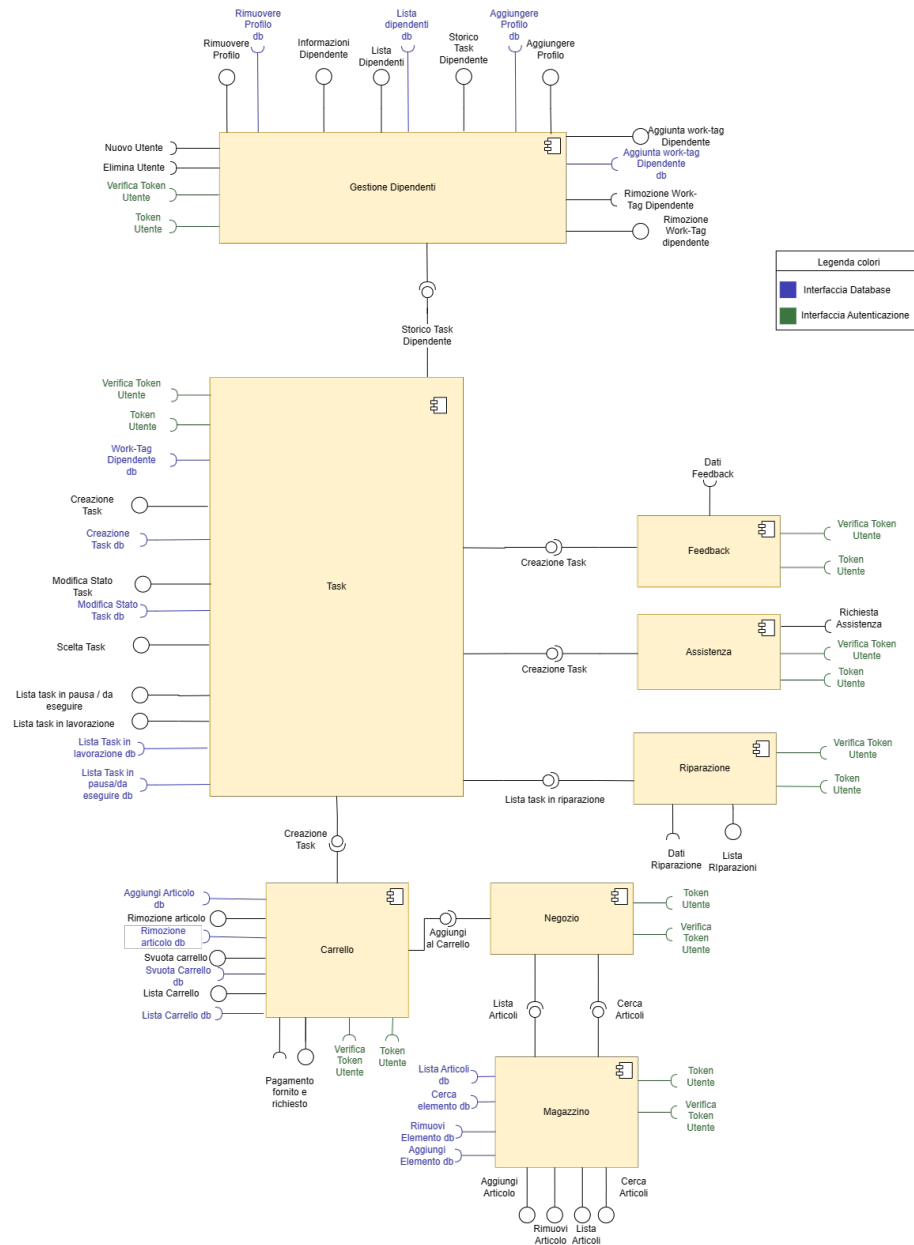 Rimuovere
Profilo
db
Lista
dipendenti
db
Aggiungere
Profilo
db
Rimuovere
Profilo
Informazioni
Dipendente
Lista
Dipendenti
Storico
Task
Dipendente
Aggiungere
Profilo
Nuovo Utente
Elimina Utente
Verifica Token
Utente
Token
Utente
Gestione Dipendenti
Aggiunta work-tag
Dipendente
Aggiunta work-tag
Dipendente
db
Rimozione Work-
Tag Dipendente
Rimozione
Work-Tag
dipendente
Legenda colori
Interfaccia Database
Interfaccia Autenticazione
Storico Task
Dipendente
Verifica Token
Utente
Token
Utente
Work-Tag
Dipendente
db
Creazione
Task
Creazione
Task db
Modifica Stato
Task
Modifica Stato
Task db
Scelta Task
Lista task in pausa / da
eseguire
Lista task in lavorazione
Lista Task in
lavorazione db
Lista Task in
pausa/da
eseguire db
Task
Creazione Task
Dati
Feedback
Feedback
Verifica Token
Utente
Token
Utente
Creazione Task
Assistenza
Richiesta
Assistenza
Verifica Token
Utente
Token
Utente
Lista task in riparazione
Riparazione
Verifica Token
Utente
Token
Utente
Dati
Riparazione
Lista
RIparazioni
Creazione
Task
Aggiungi Articolo
db
Rimozione articolo
Rimozione
articolo db
Svuota carrello
Svuota Carrello
db
Lista Carrello
Lista Carrello db
Carrello
Pagamento
fornito e
richiesto
Verifica
Token
Utente
Token
Utente
Aggiungi
al Carrello
Negozio
Token
Utente
Verifica
Token
Utente
Lista
Articoli
Cerca
Articoli
Lista Articoli
db
Cerca
elemento db
Rimuovi
Elemento db
Aggiungi
Elemento db
Magazzino
Token
Utente
Verifica
Token
Utente
Aggiungi
Articolo
Rimuovi
Articolo
Lista
Articoli
Cerca
Articoli